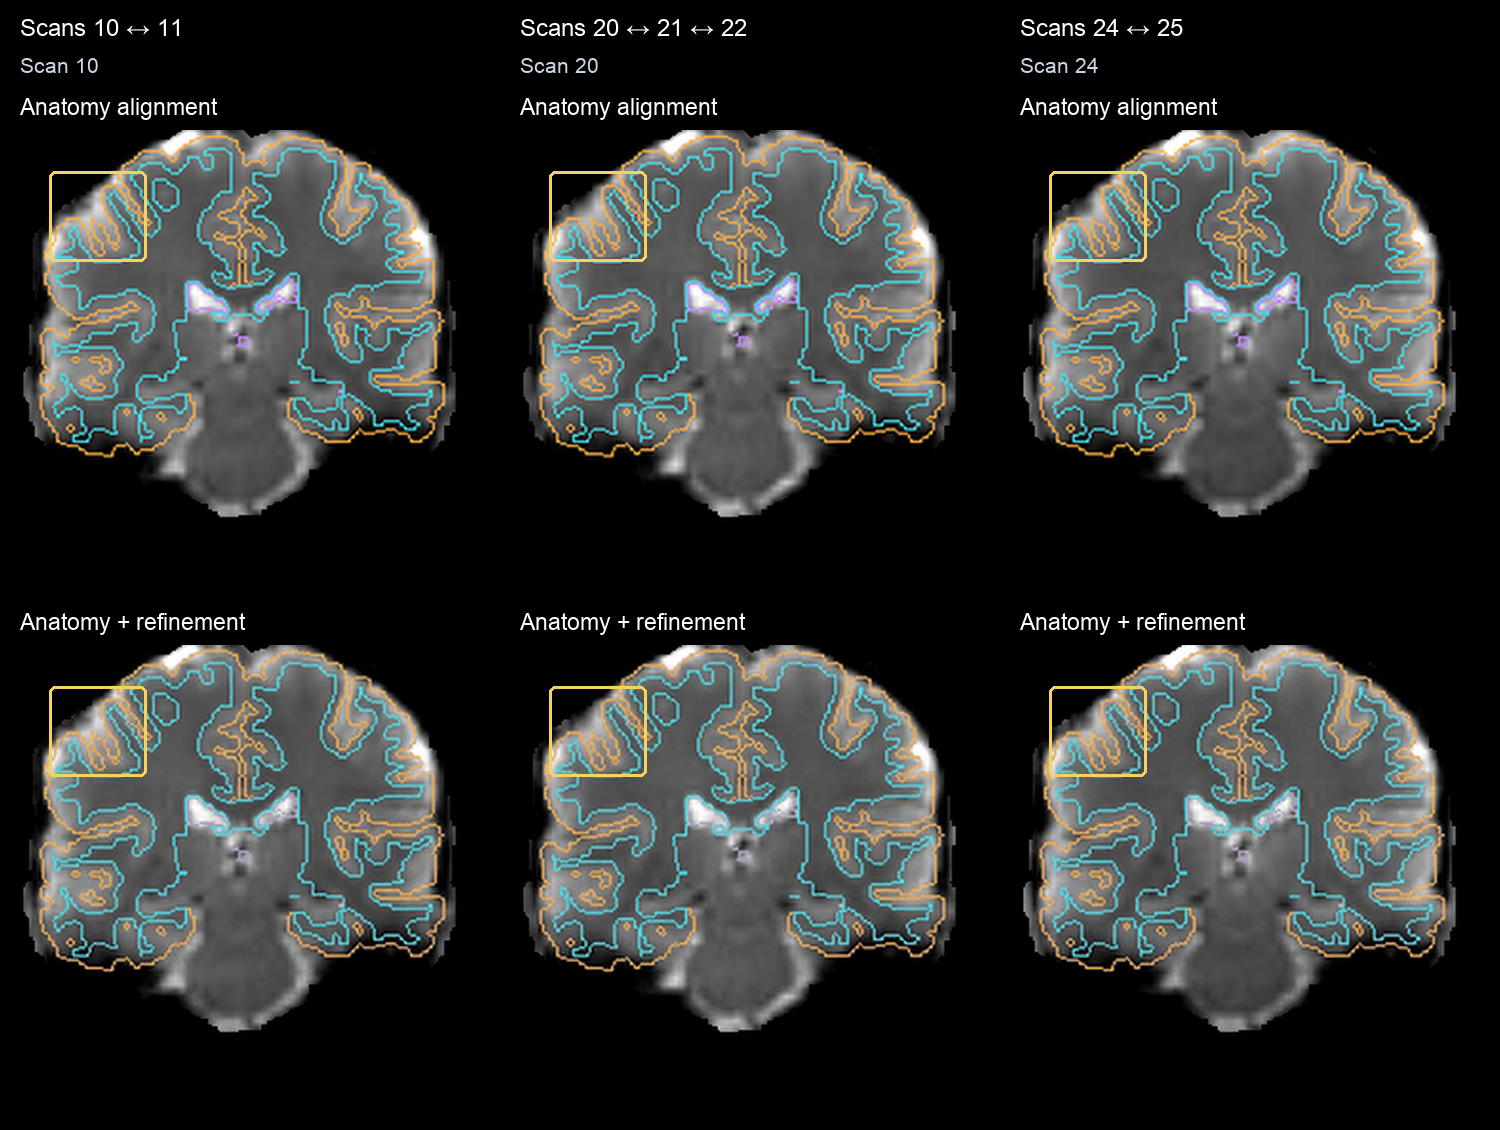 Scans 10 ↔ 11
Scan 10
Anatomy alignment
Scans 20 ↔ 21 ↔ 22
Scan 20
Anatomy alignment
Scans 24 ↔ 25
Scan 24
Anatomy alignment
Anatomy + refinement
Anatomy + refinement
Anatomy + refinement